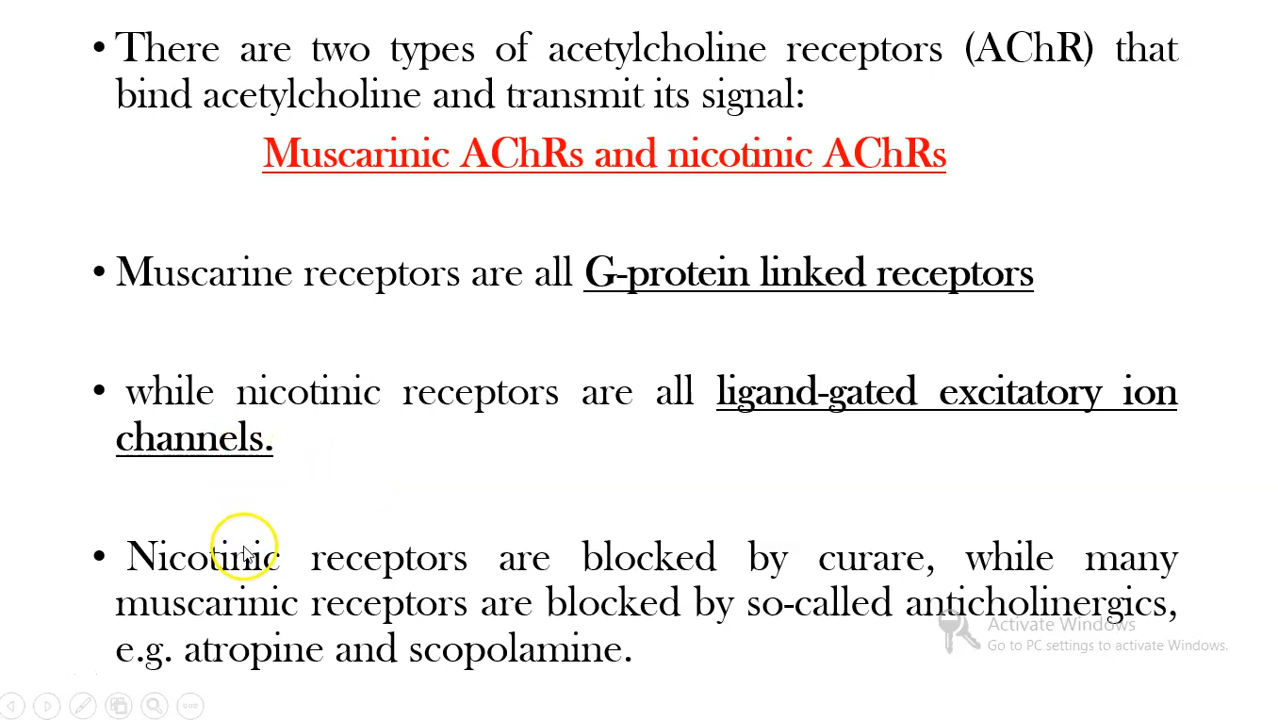 • There are two types of acetylcholine receptors (AChR) that
bind acetylcholine and transmit its signal:
Muscarinic AChRs and nicotinic AChRs
• Muscarine receptors are all G-protein linked receptors
• while nicotinic receptors are all ligand-gated excitatory ion
channels.
• Nicotinic receptors are blocked by curare, while many
muscarinic receptors are blocked by so-called anticholinergics,
e.g. atropine and scopolamine.
Activate Windows
Go to PC settings to activate Windows.